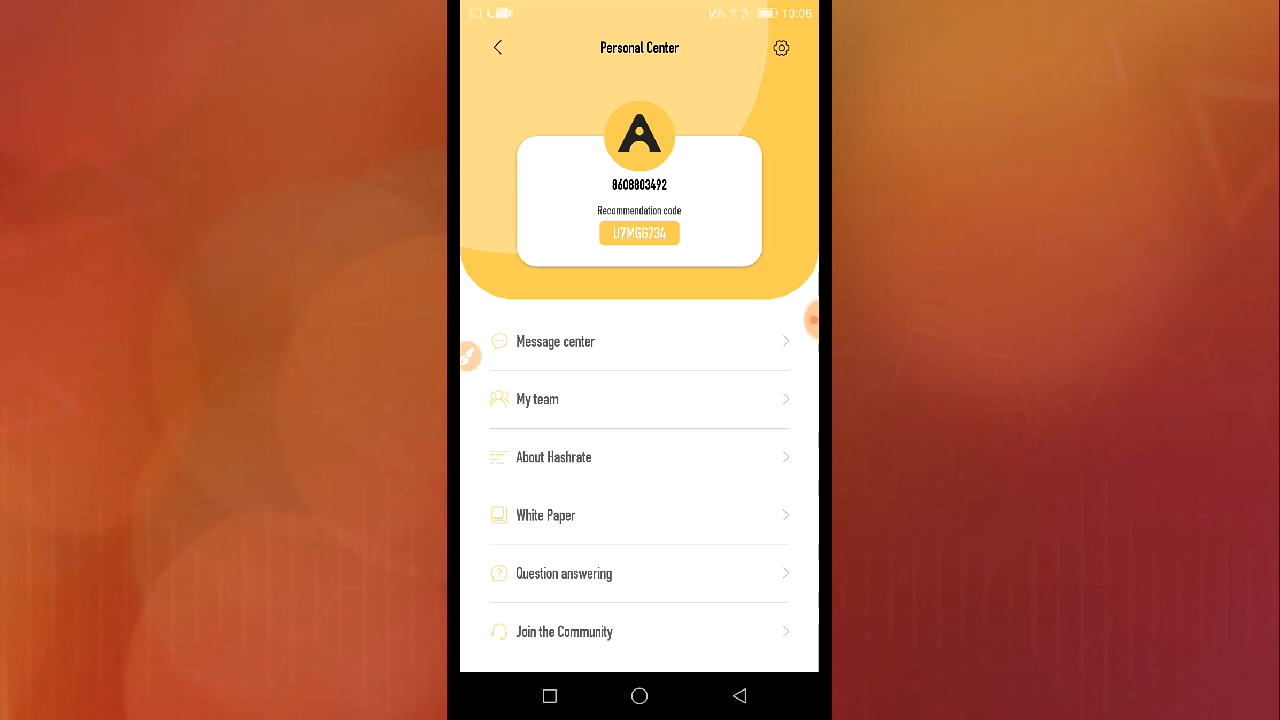 10:08
Personal Center
8608803492
Recommendation code
U7MGG734
Message center
My team
About Hashrate
White Paper
Question answering
Join the Community